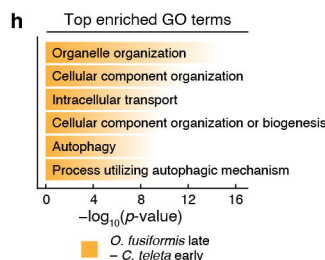 h
Top enriched GO terms
Organelle organization
Cellular component organization
Intracellular transport
Cellular component organization or biogenesis
Autophagy
Process utilizing autophagic mechanism
0 4 8 12 16
−log10(p-value)
O. fusiformis late
– C. teleta early